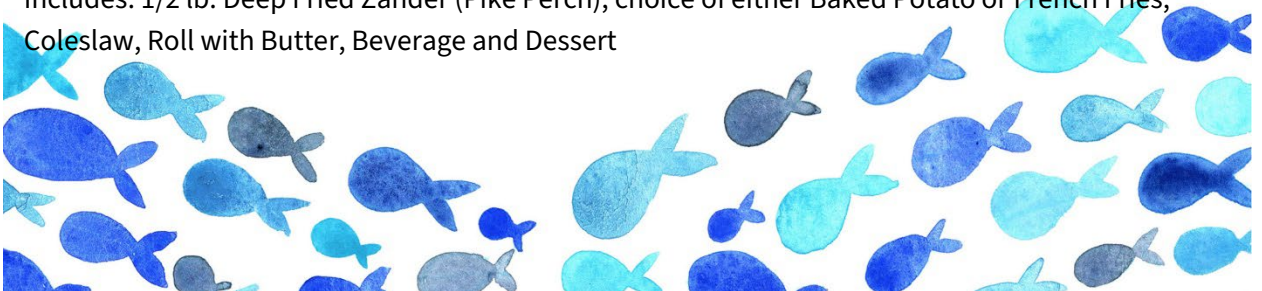 Includes: 1/2 lb. Deep Fried Zander (Pike Perch), choice of either Baked Potato or French Fries,
Coleslaw, Roll with Butter, Beverage and Dessert